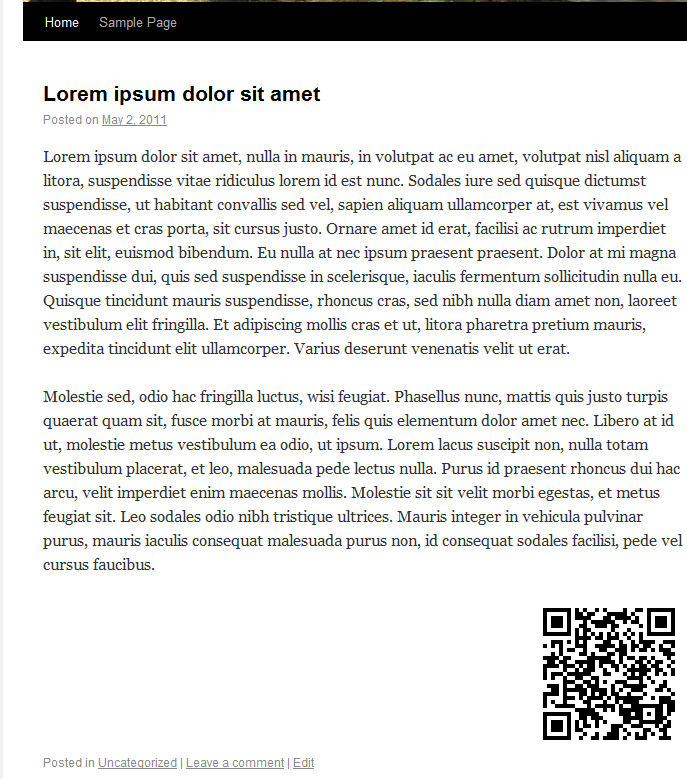 Home Sample Page
Lorem ipsum dolor sit amet
Posted on May 2, 2011
Lorem ipsum dolor sit amet, nulla in mauris, in volutpat ac eu amet, volutpat nisl aliquam a
litora, suspendisse vitae ridiculus lorem id est nunc. Sodales iure sed quisque dictumst
suspendisse, ut habitant convallis sed vel, sapien aliquam ullamcorper at, est vivamus vel
maecenas et cras porta, sit cursus justo. Ornare amet id erat, facilisi ac rutrum imperdiet
in, sit elit, euismod bibendum. Eu nulla at nec ipsum praesent praesent. Dolor at mi magna
suspendisse dui, quis sed suspendisse in scelerisque, iaculis fermentum sollicitudin nulla eu.
Quisque tincidunt mauris suspendisse, rhoncus cras, sed nibh nulla diam amet non, laoreet
vestibulum elit fringilla. Et adipiscing mollis cras et ut, litora pharetra pretium mauris,
expedita tincidunt elit ullamcorper. Varius deserunt venenatis velit ut erat.
Molestie sed, odio hac fringilla luctus, wisi feugiat. Phasellus nunc, mattis quis justo turpis
quaerat quam sit, fusce morbi at mauris, felis quis elementum dolor amet nec. Libero at id
ut, molestie metus vestibulum ea odio, ut ipsum. Lorem lacus suscipit non, nulla totam
vestibulum placerat, et leo, malesuada pede lectus nulla. Purus id praesent rhoncus dui hac
arcu, velit imperdiet enim maecenas mollis. Molestie sit sit velit morbi egestas, et metus
feugiat sit. Leo sodales odio nibh tristique ultrices. Mauris integer in vehicula pulvinar
purus, mauris iaculis consequat malesuada purus non, id consequat sodales facilisi, pede vel
cursus faucibus.
Posted in Uncategorized | Leave a comment | Edit